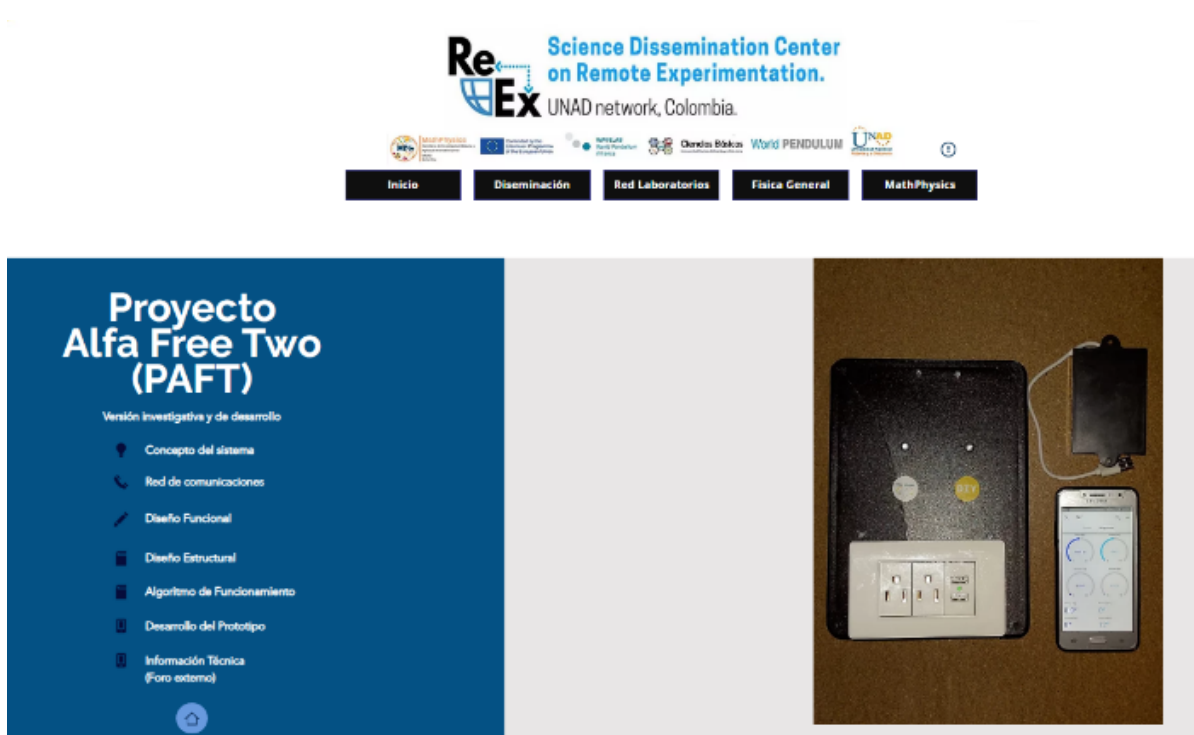 Re Science Dissemination Center
Ex on Remote Experimentation.
UNAD network, Colombia.
MathPhysics
Ciencias Básicas
World PENDULUM
UNAD
Inicio
Diseminación
Red Laboratorios
Física General
MathPhysics
Proyecto
Alfa Free Two
(PAFT)
Versión investigativa y de desarrollo
Concepto del sistema
Red de comunicaciones
Diseño Funcional
Diseño Estructural
Algoritmo de Funcionamiento
Desarrollo del Prototipo
Información Técnica
(Foro externo)